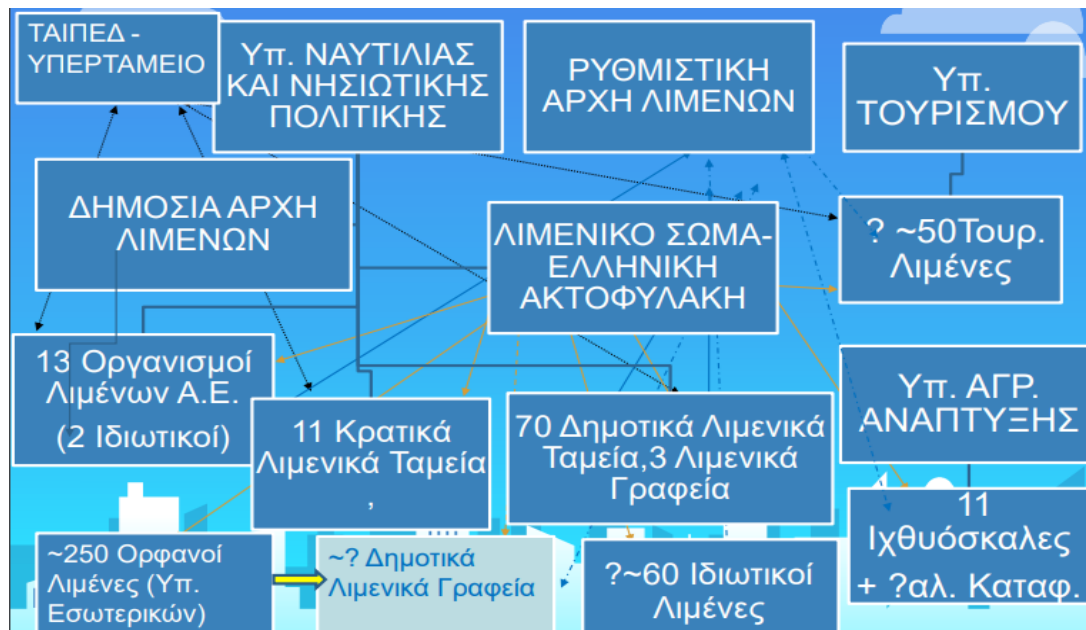 ΤΑΙΠΕΔ -
ΥΠΕΡΤΑΜΕΙΟ
Υπ. ΝΑΥΤΙΛΙΑΣ
ΚΑΙ ΝΗΣΙΩΤΙΚΗΣ
ΠΟΛΙΤΙΚΗΣ
ΡΥΘΜΙΣΤΙΚΗ
ΑΡΧΗ ΛΙΜΕΝΩΝ
Υπ.
ΤΟΥΡΙΣΜΟΥ
ΔΗΜΟΣΙΑ ΑΡΧΗ
ΛΙΜΕΝΩΝ
ΛΙΜΕΝΙΚΟ ΣΩΜΑ-
ΕΛΛΗΝΙΚΗ
ΑΚΤΟΦΥΛΑΚΗ
? ~50Τουρ.
Λιμένες
13 Οργανισμοί
Λιμένων Α.Ε.
(2 Ιδιωτικοί)
11 Κρατικά
Λιμενικά Ταμεία
,
70 Δημοτικά Λιμενικά
Ταμεία,3 Λιμενικά
Γραφεία
Υπ. ΑΓΡ.
ΑΝΑΠΤΥΞΗΣ
~250 Ορφανοί
Λιμένες (Υπ.
Εσωτερικών)
~? Δημοτικά
Λιμενικά Γραφεία
?~60 Ιδιωτικοί
Λιμένες
11
Ιχθυόσκαλες
+ ?αλ. Καταφ.